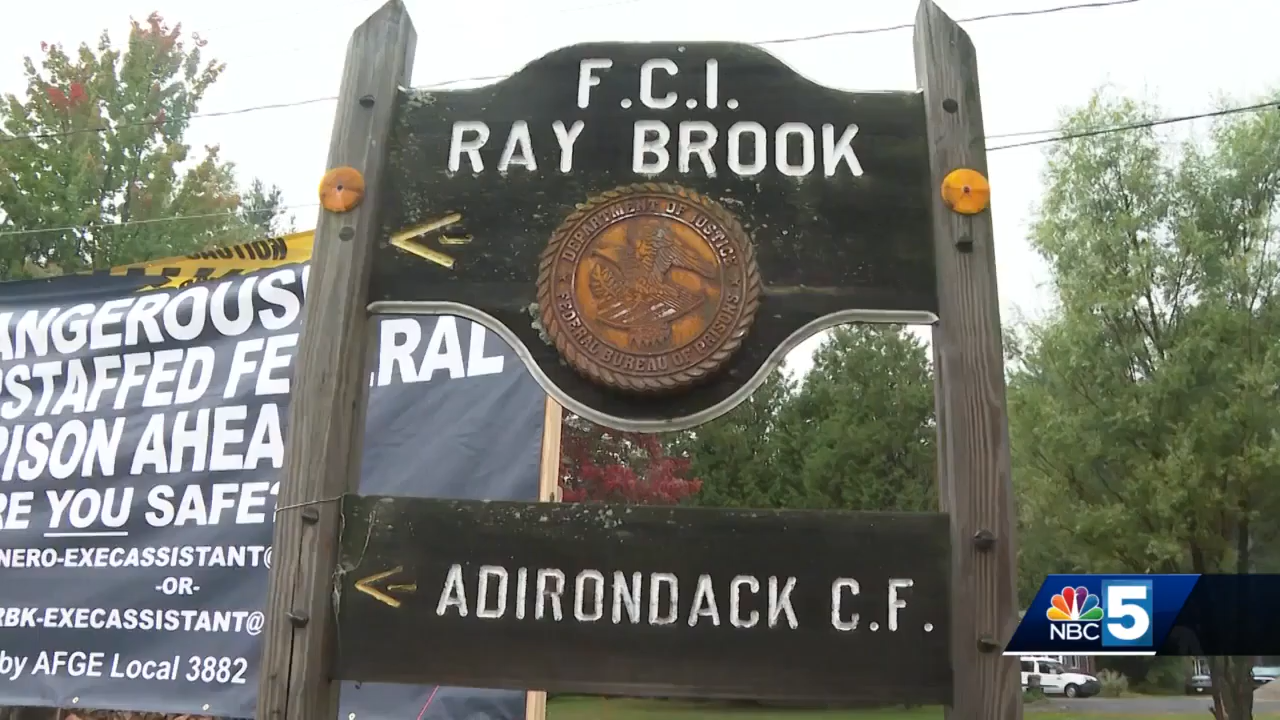 F.C.I.
RAY BROOK
DEPARTMENT OF JUSTICE
FEDERAL BUREAU OF PRISONS
ADIRONDACK C.F.
CAUTION
ANGEROUS
STAFFED FE RAL
RISON AHEA
RE YOU SAFE?
NERO-EXECASSISTANT@
-OR-
RBK-EXECASSISTANT@
by AFGE Local 3882
NBC 5